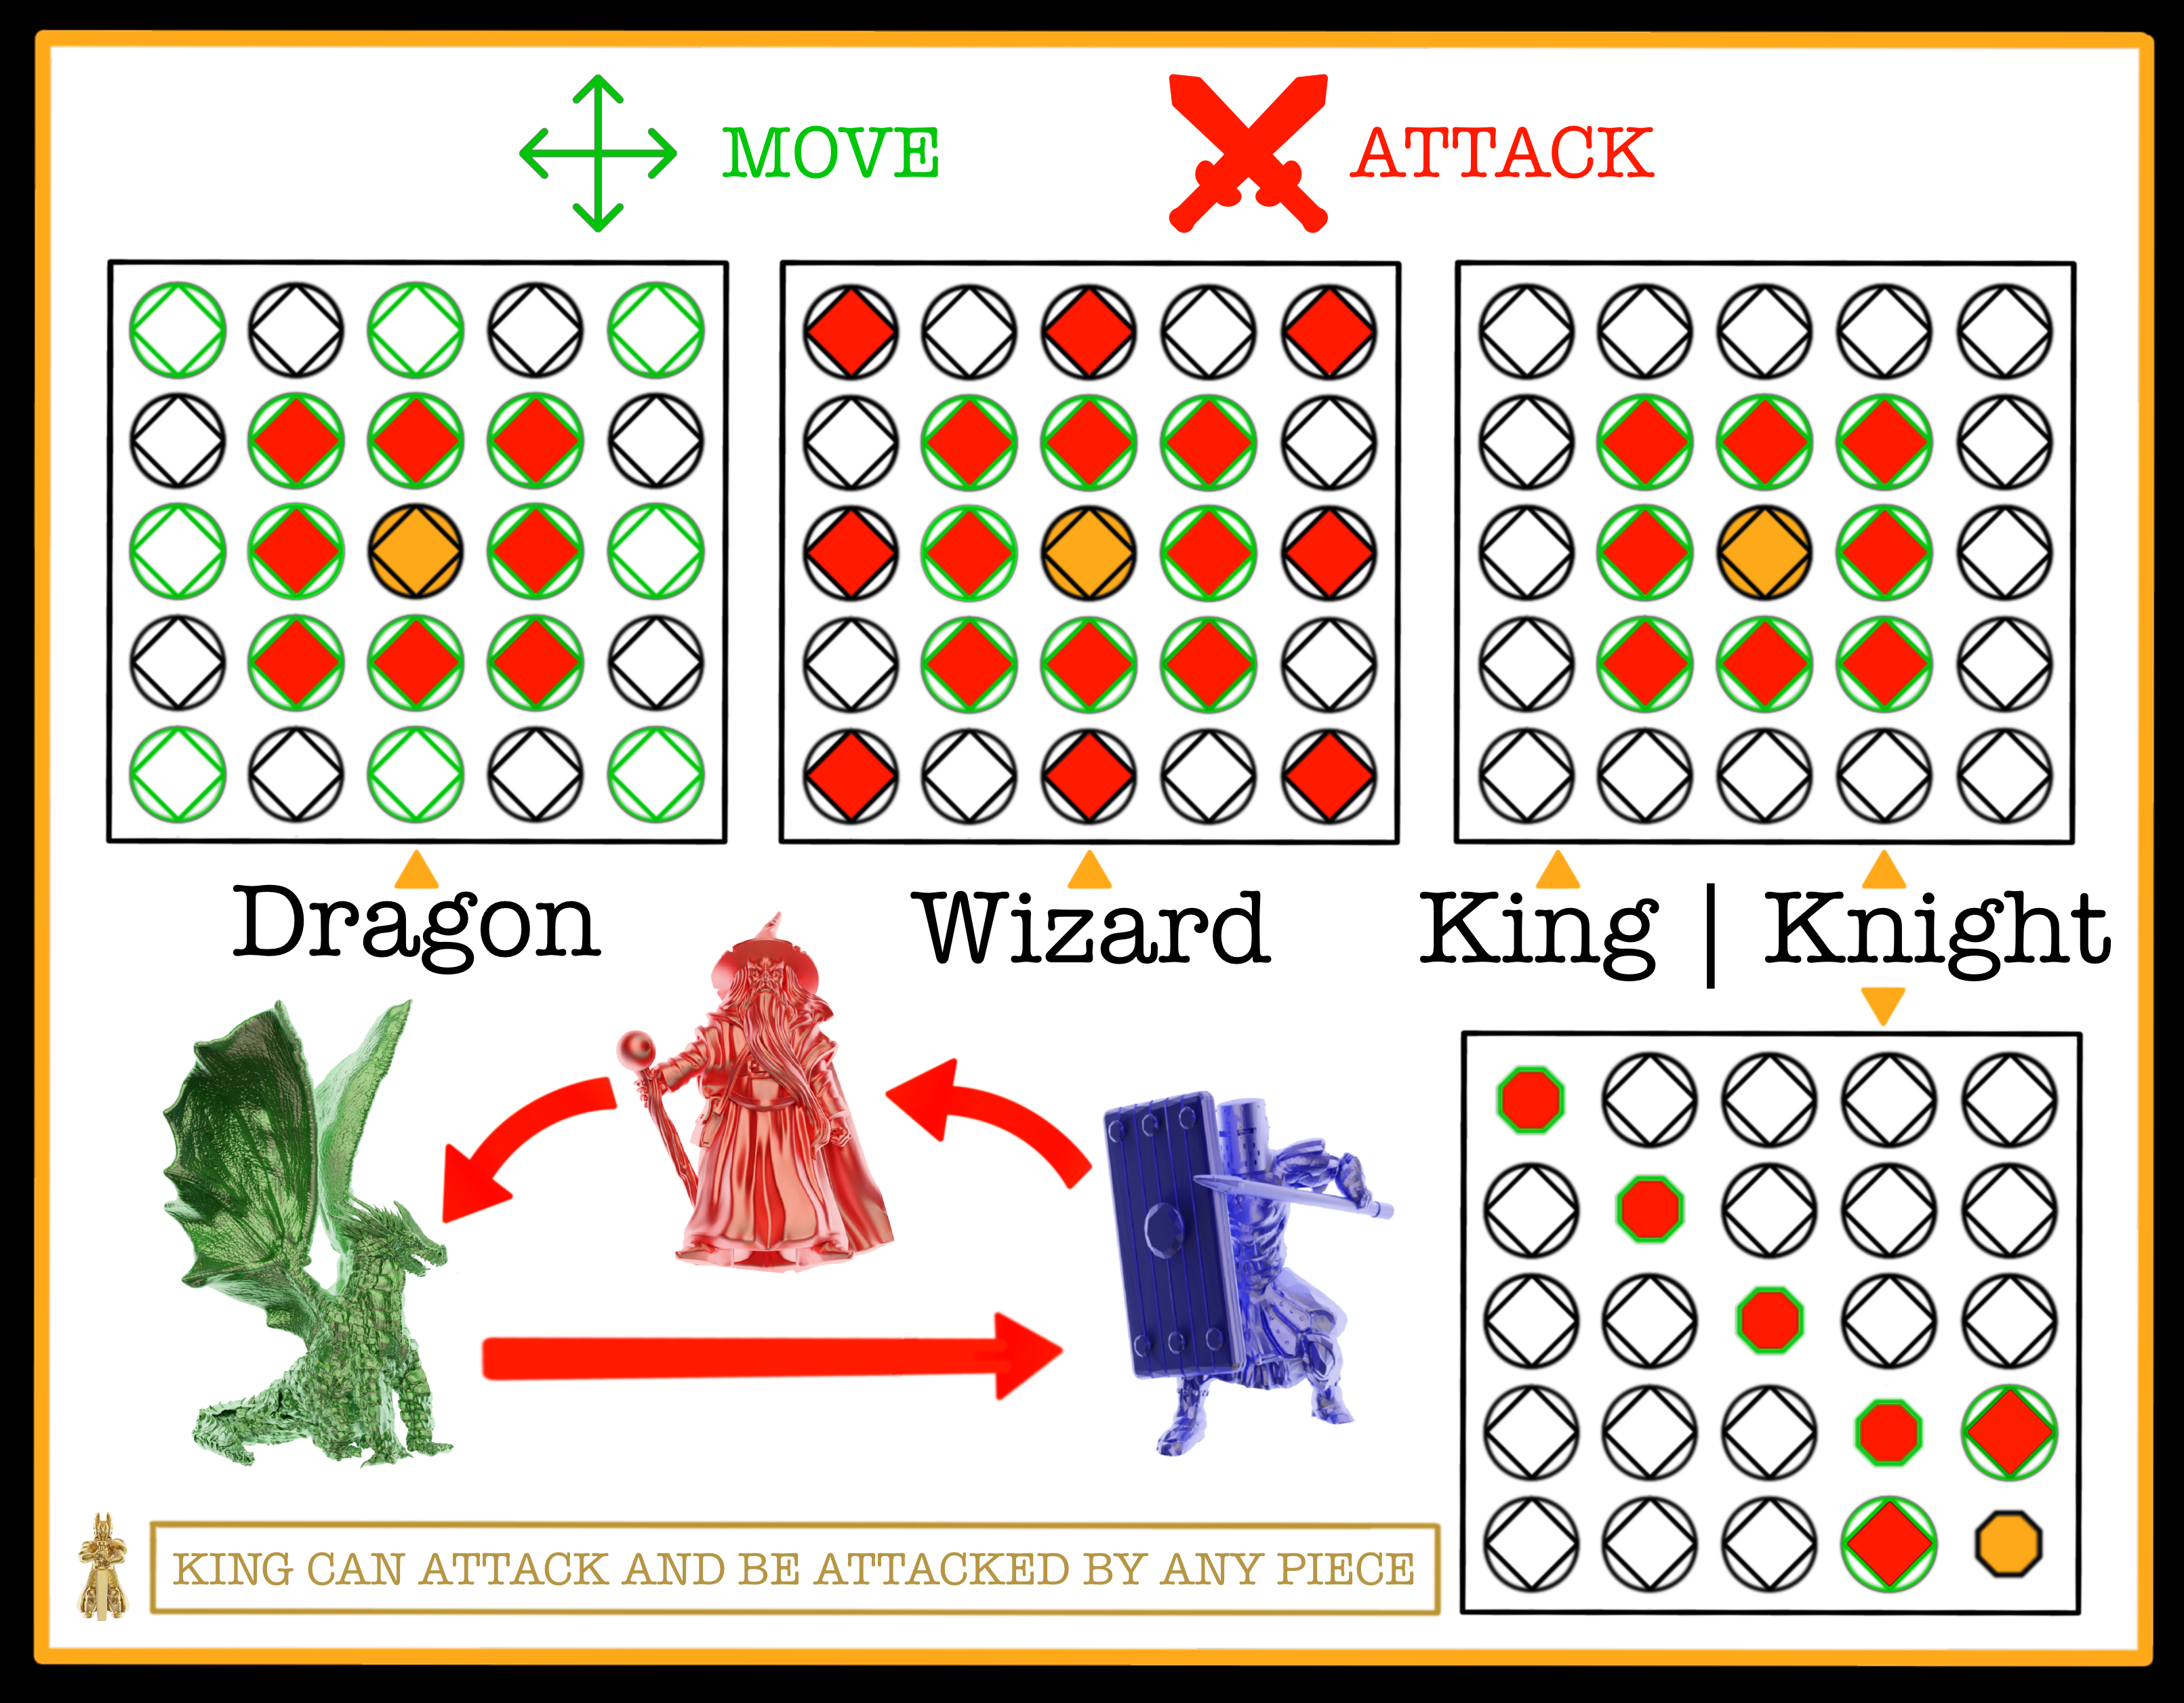 MOVE
ATTACK
Dragon
Wizard
King | Knight
KING CAN ATTACK AND BE ATTACKED BY ANY PIECE